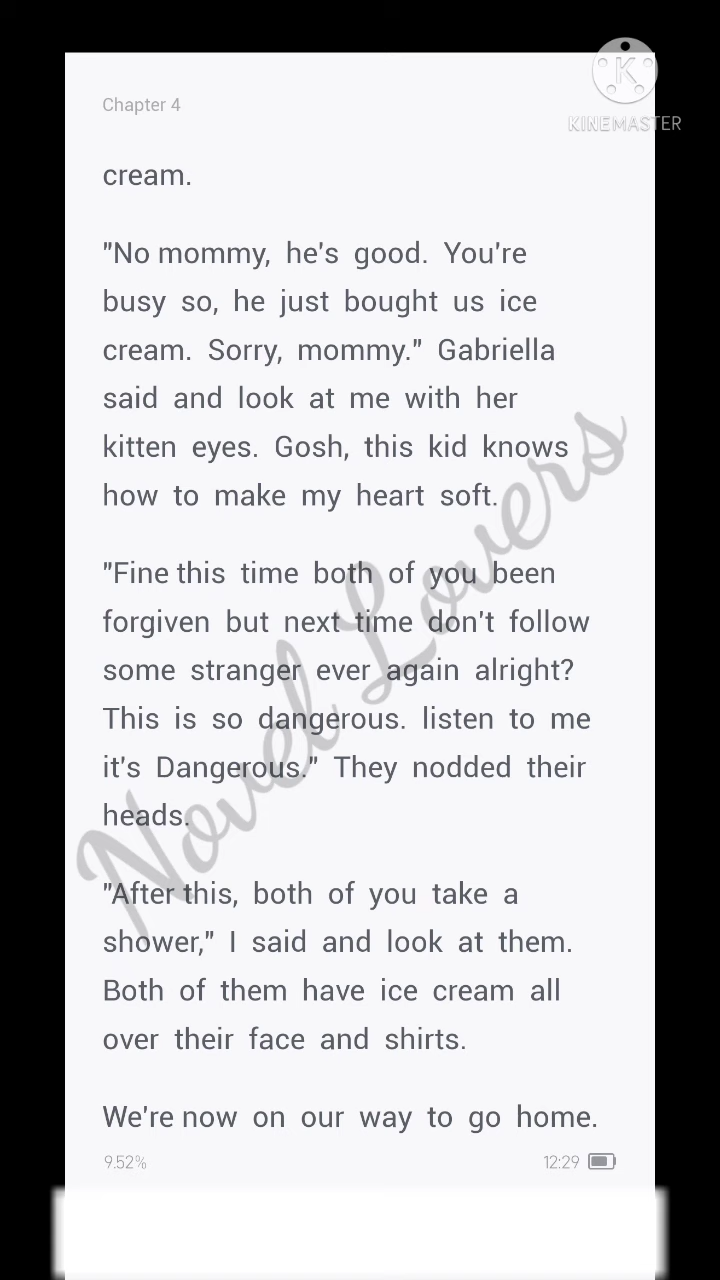 Chapter 4
KINEMASTER
cream.
"No mommy, he's good. You're
busy so, he just bought us ice
cream. Sorry, mommy." Gabriella
said and look at me with her
kitten eyes. Gosh, this kid knows
how to make my heart soft.
"Fine this time both of you been
forgiven but next time don't follow
some stranger ever again alright?
This is so dangerous. listen to me
it's Dangerous." They nodded their
heads.
"After this, both of you take a
shower," I said and look at them.
Both of them have ice cream all
over their face and shirts.
We're now on our way to go home.
9.52% 12:29
Novel Lovers